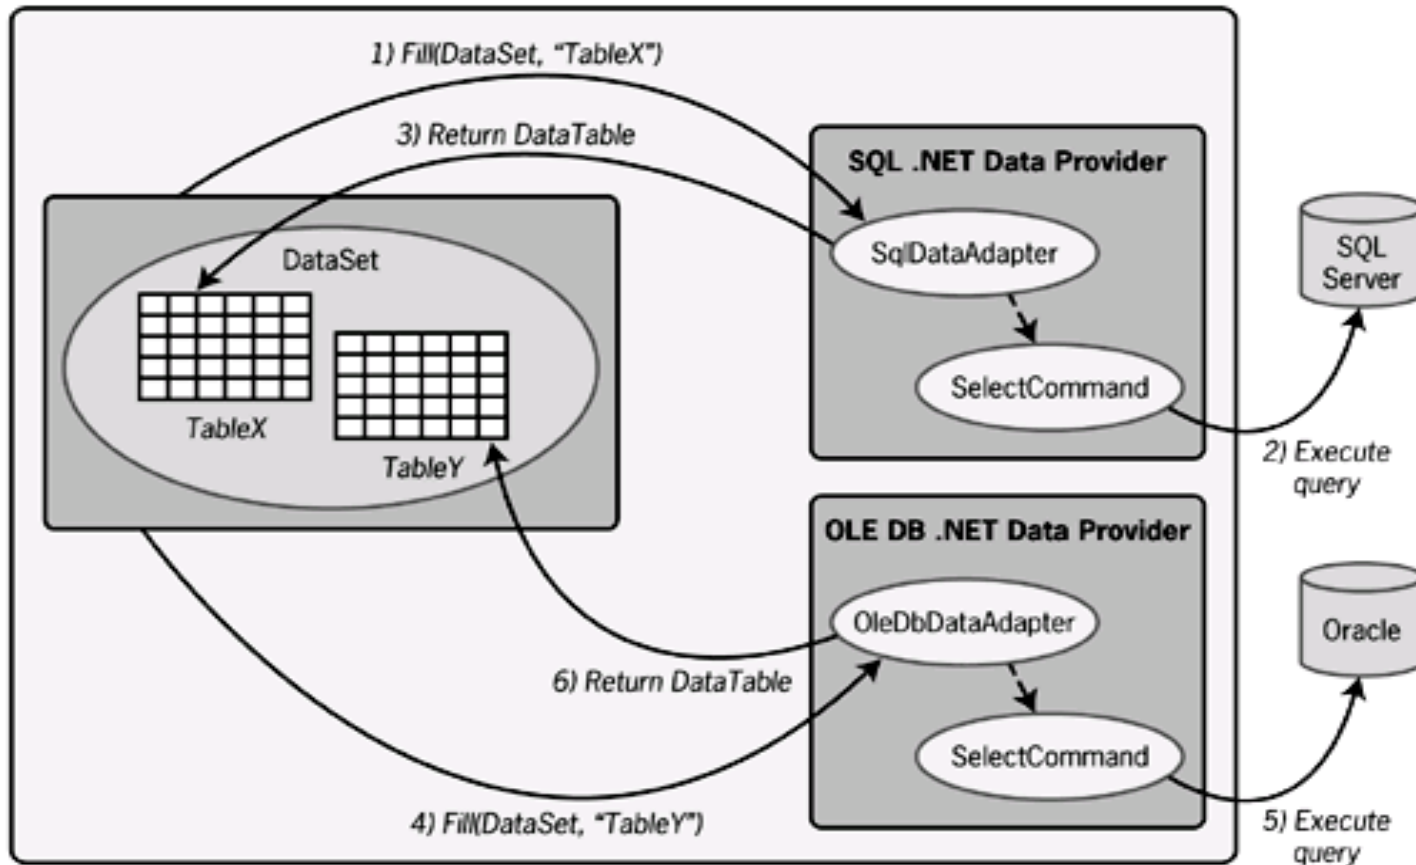 1) Fill(DataSet, “TableX”)
3) Return DataTable
SQL .NET Data Provider
SqlDataAdapter
SelectCommand
SQL
Server
2) Execute
query
DataSet
TableX
TableY
OLE DB .NET Data Provider
OleDbDataAdapter
SelectCommand
Oracle
6) Return DataTable
4) Fill(DataSet, “TableY”)
5) Execute
query